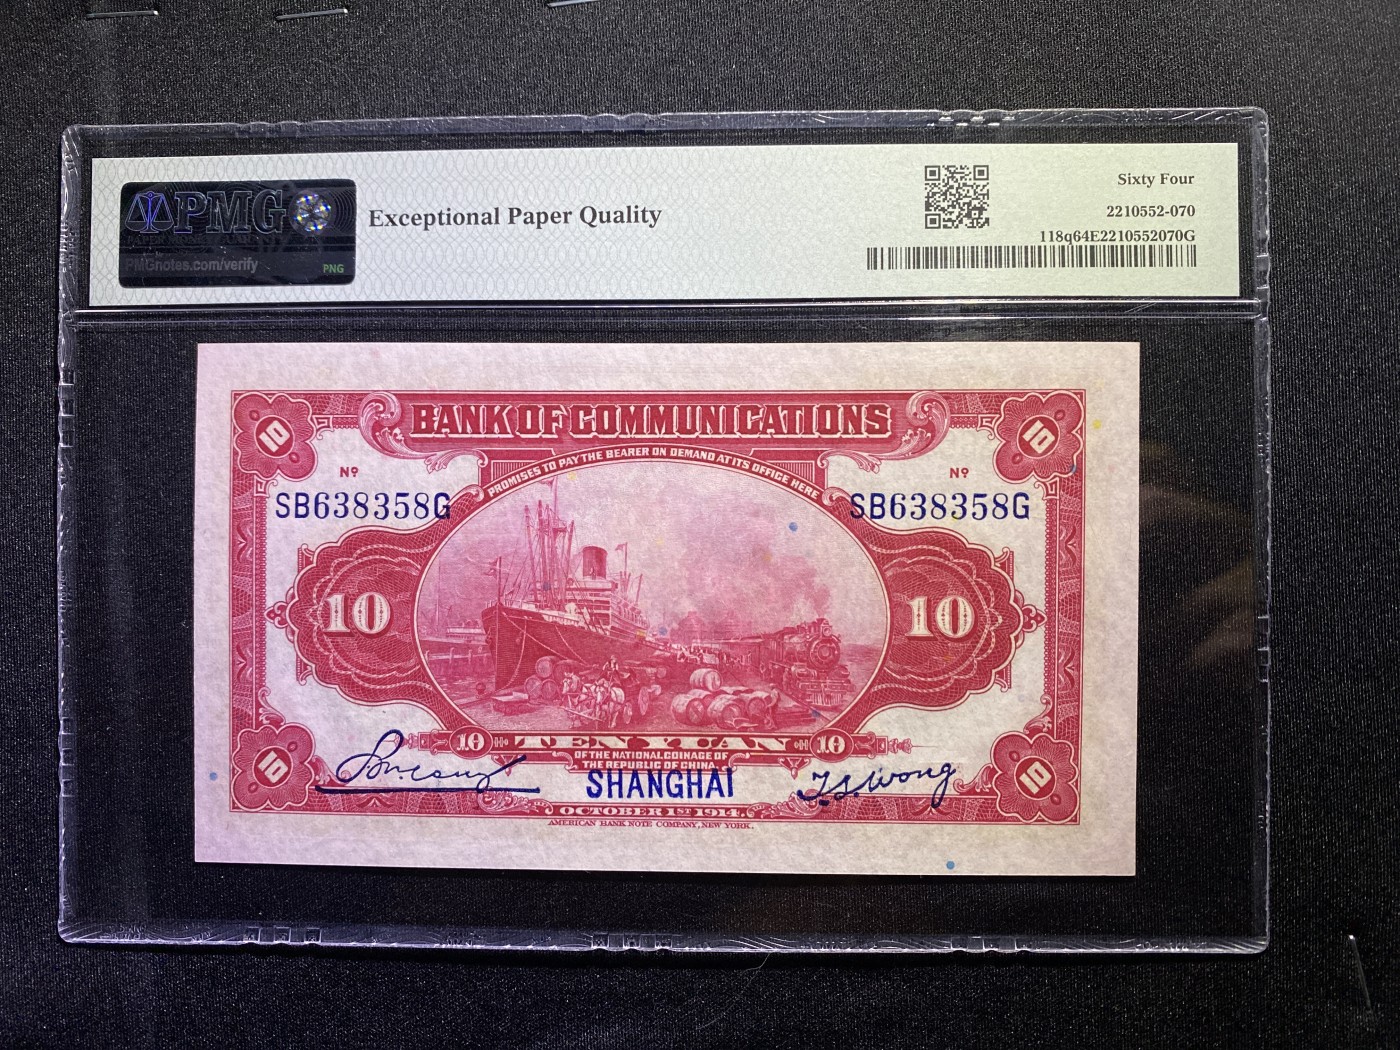 PMG
PMGnotes.com/verify
PNG
Exceptional Paper Quality
Sixty Four
2210552-070
118q64E2210552070G
BANK OF COMMUNICATIONS
PROMISES TO PAY THE BEARER ON DEMAND AT ITS OFFICE HERE
10 10
Nº Nº
SB638358G SB638358G
10 10
10 TEN YUAN 10
OF THE NATIONAL COINAGE OF
THE REPUBLIC OF CHINA.
10 SHANGHAI T.S. Wong 10
OCTOBER 1ST 1914.
AMERICAN BANK NOTE COMPANY, NEW YORK.